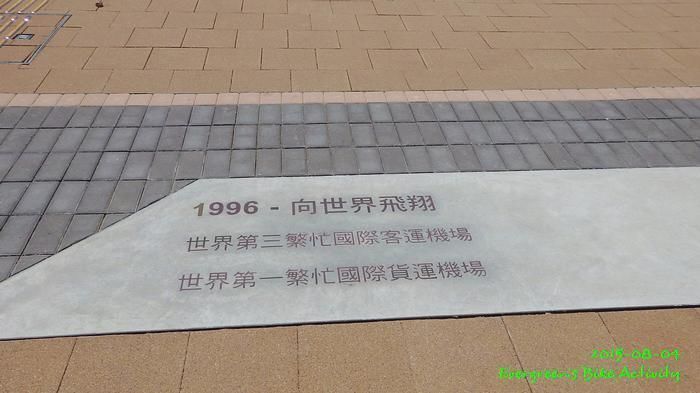 1996 - 向世界飛翔
世界第三繁忙國際客運機場
世界第一繁忙國際貨運機場
2015-08-04
Evergreen's Bike Activity